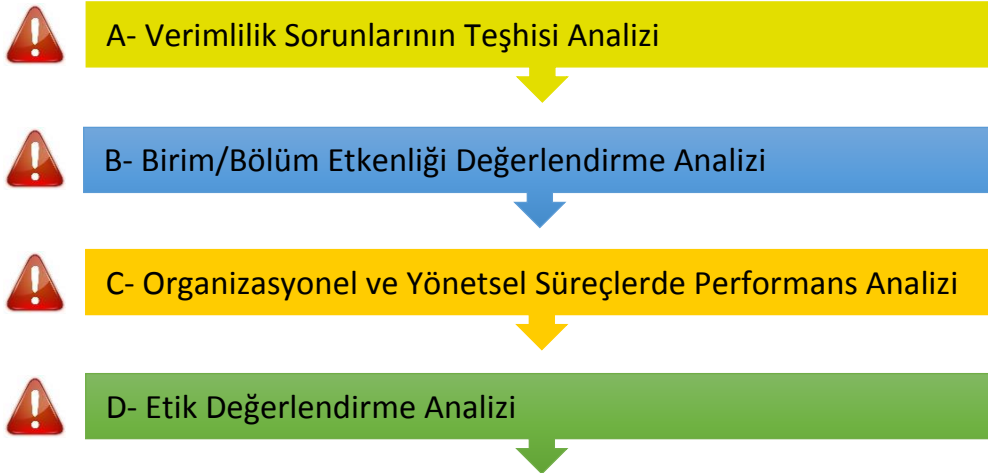 A- Verimlilik Sorunlarının Teşhisi Analizi
B- Birim/Bölüm Etkenliği Değerlendirme Analizi
C- Organizasyonel ve Yönetsel Süreçlerde Performans Analizi
D- Etik Değerlendirme Analizi